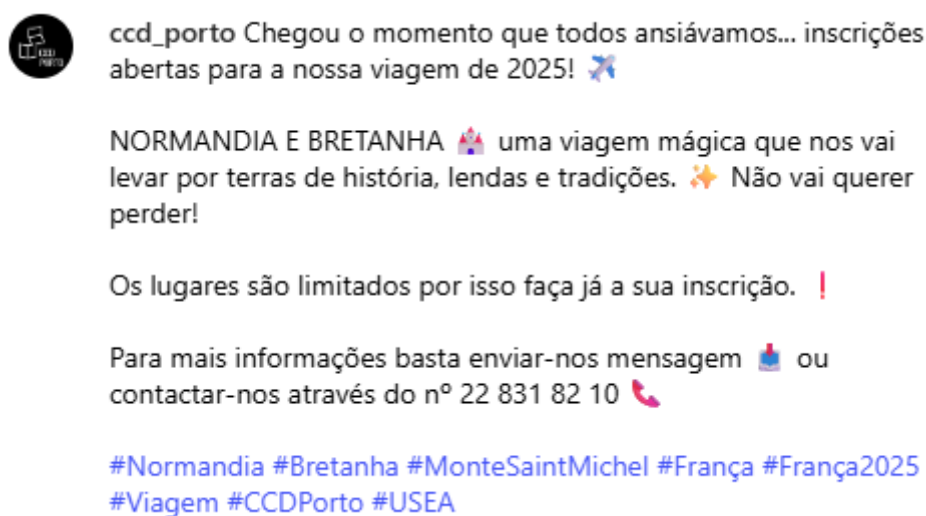 CCD
PORTO
ccd_porto Chegou o momento que todos ansiávamos... inscrições
abertas para a nossa viagem de 2025! ✈️
NORMANDIA E BRETANHA 🏰 uma viagem mágica que nos vai
levar por terras de história, lendas e tradições. ✨ Não vai querer
perder!
Os lugares são limitados por isso faça já a sua inscrição. ❗
Para mais informações basta enviar-nos mensagem 📩 ou
contactar-nos através do nº 22 831 82 10 📞
#Normandia #Bretanha #MonteSaintMichel #França #França2025
#Viagem #CCDPorto #USEA